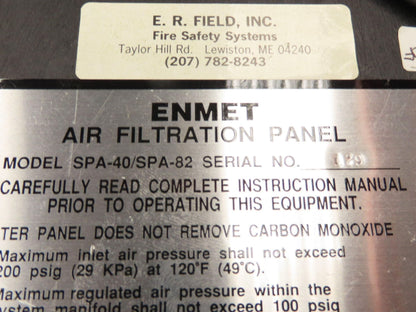 E. R. FIELD, INC.
Fire Safety Systems
Taylor Hill Rd. Lewiston, ME 04240
(207) 782-8243
ENMET
AIR FILTRATION PANEL
MODEL SPA-40/SPA-82 SERIAL NO.
CAREFULLY READ COMPLETE INSTRUCTION MANUAL
PRIOR TO OPERATING THIS EQUIPMENT.
TER PANEL DOES NOT REMOVE CARBON MONOXIDE
Maximum inlet air pressure shall not exceed
200 psig (29 KPa) at 120°F (49°C).
Maximum regulated air pressure within the
system manifold shall not exceed 100 psig